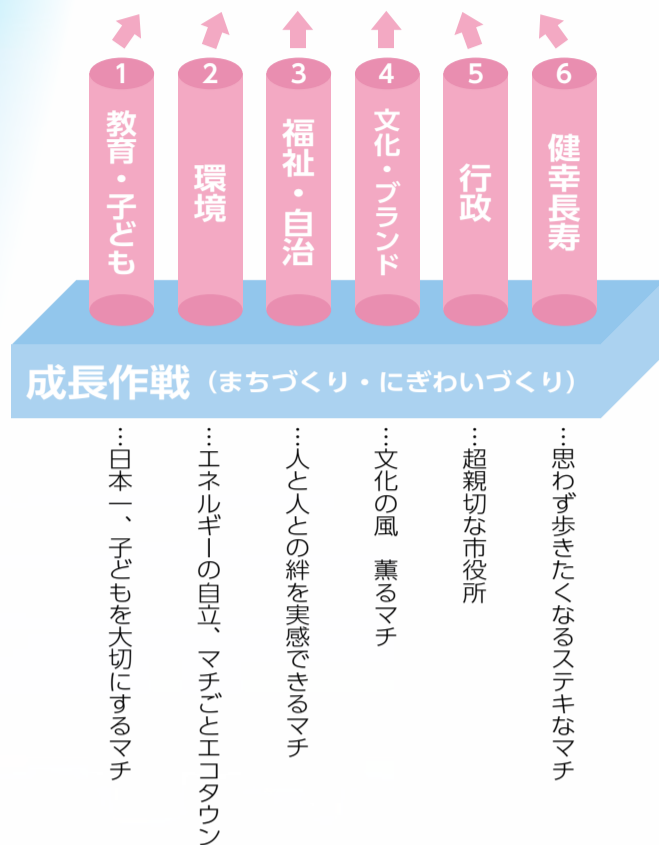 1
教育・子ども
2
環境
3
福祉・自治
4
文化・ブランド
5
行政
6
健幸長寿
成長作戦（まちづくり・にぎわいづくり）
…日本一、子どもを大切にするマチ
…エネルギーの自立、マチごとエコタウン
…人と人との絆を実感できるマチ
…文化の風　薫るマチ
…超親切な市役所
…思わず歩きたくなるステキなマチ